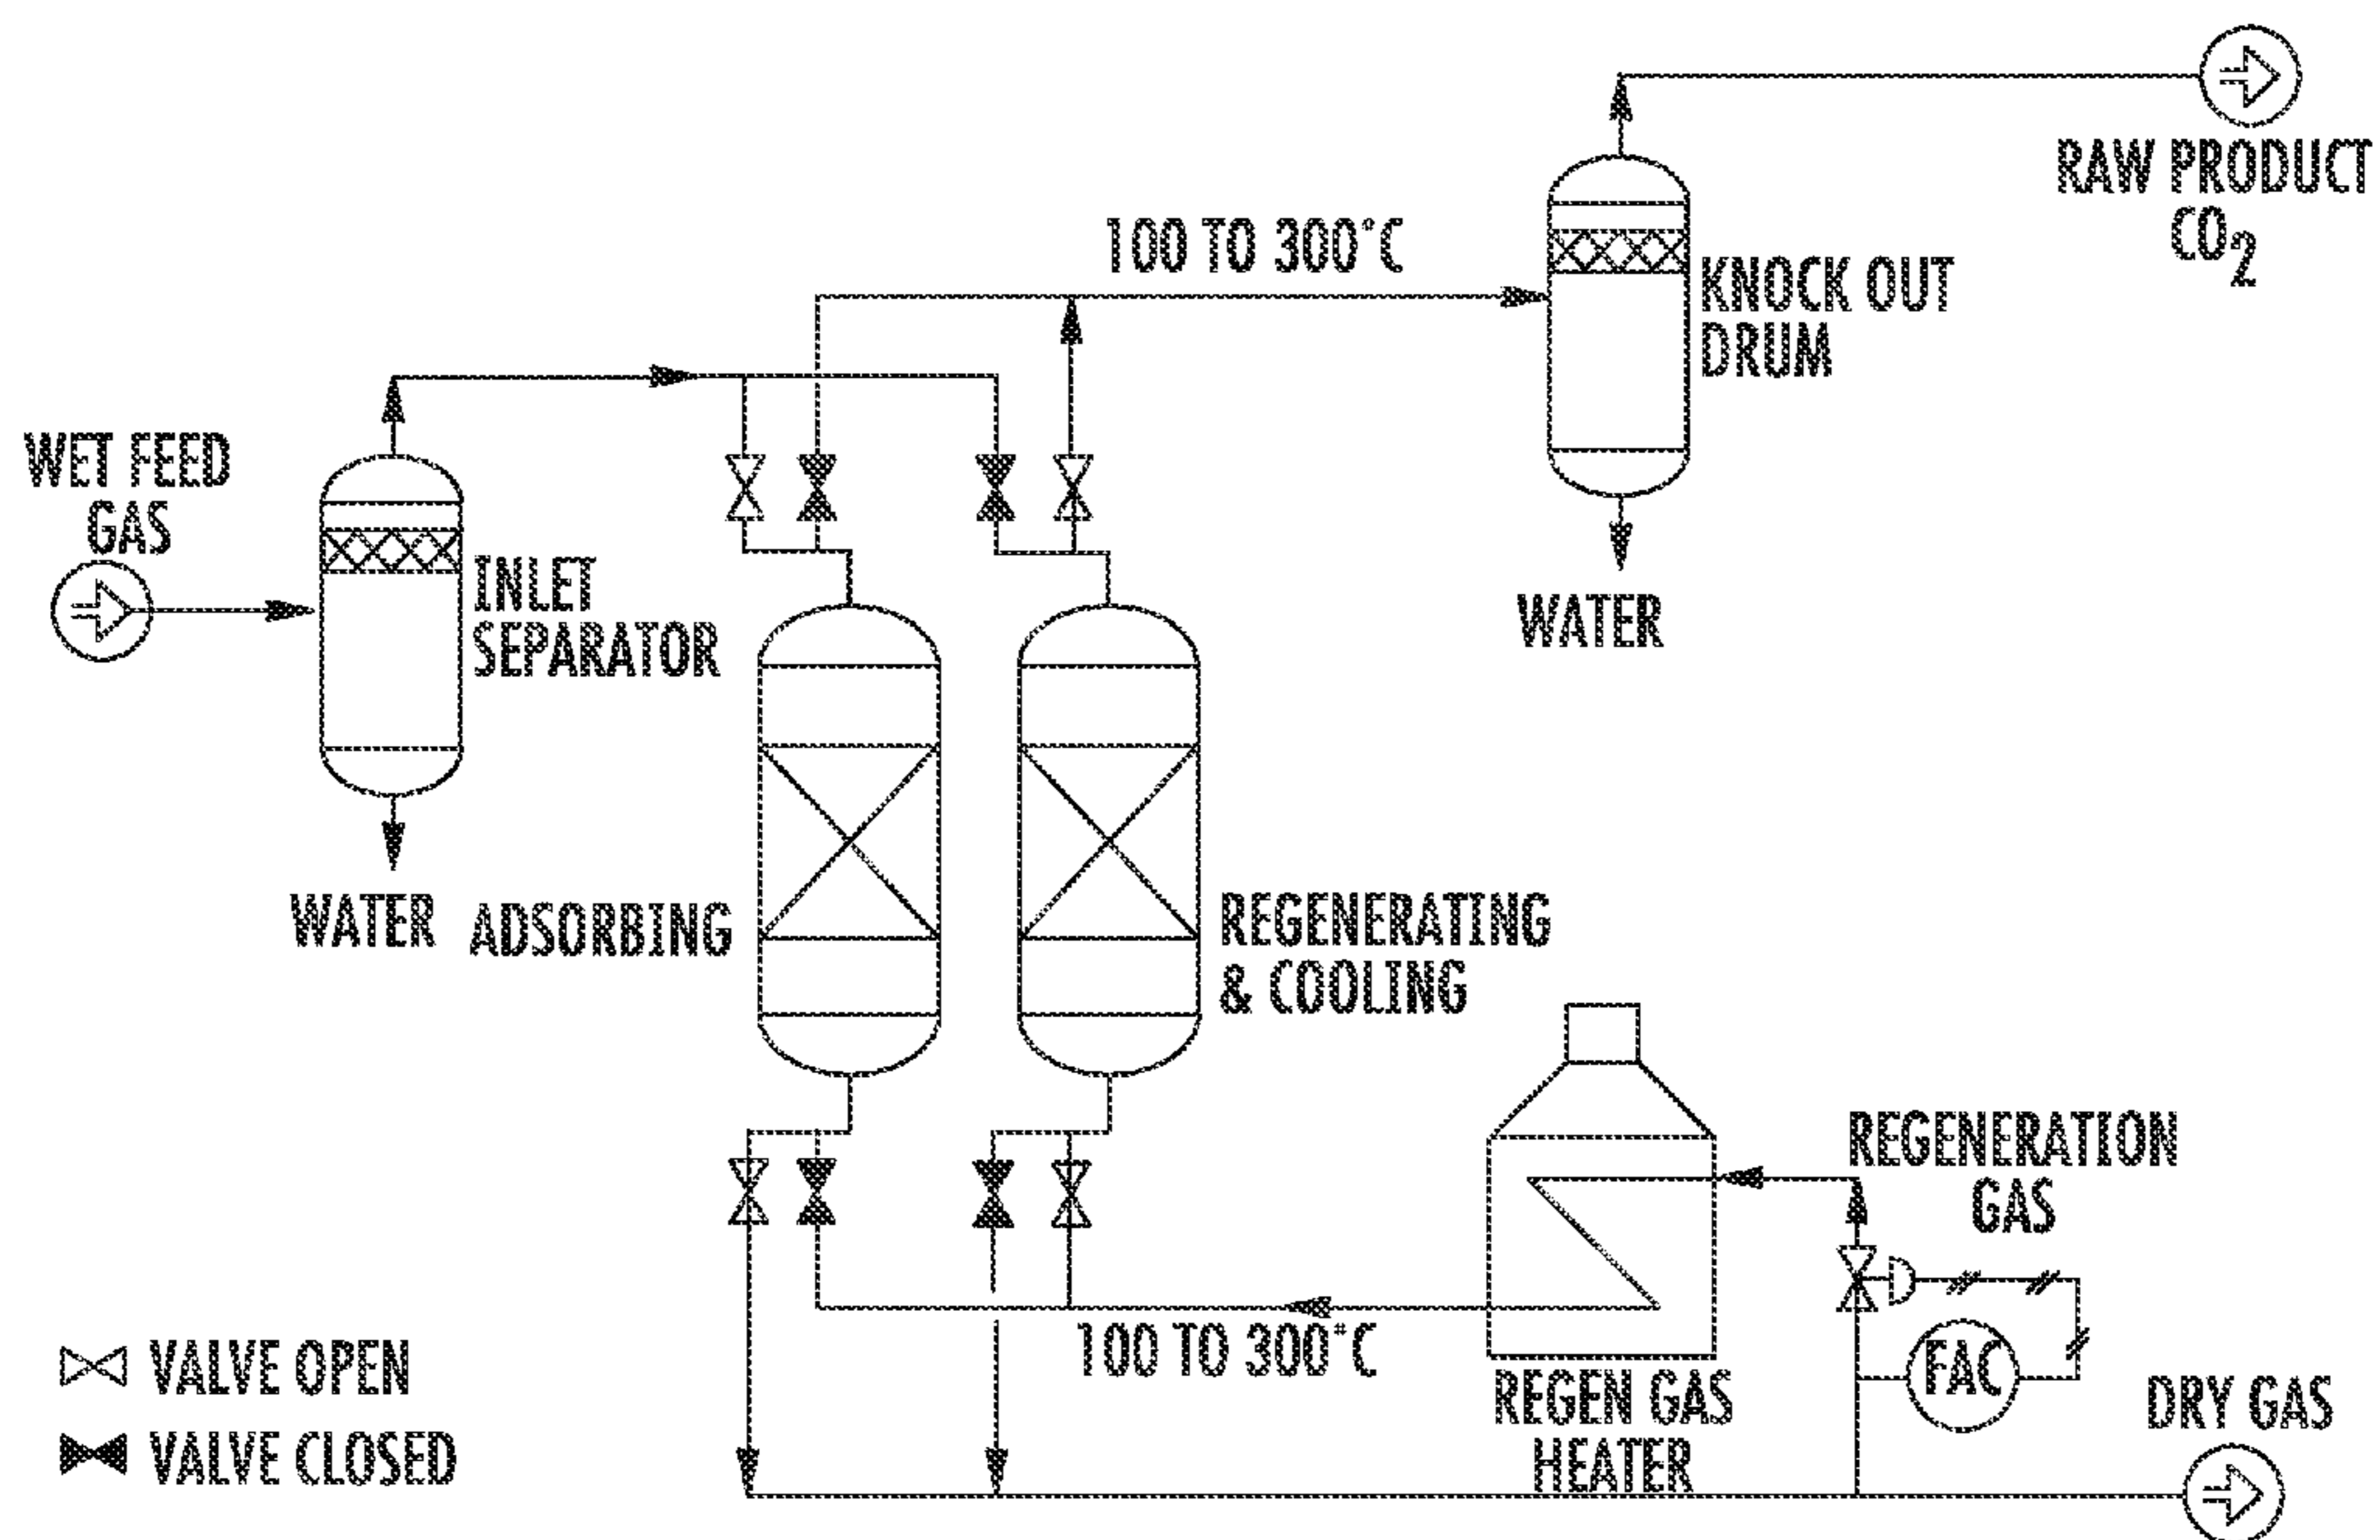 RAW PRODUCT
CO2
100 TO 300°C
KNOCK OUT
DRUM
WET FEED
GAS
INLET
SEPARATOR
WATER
WATER
ADSORBING
REGENERATING
& COOLING
REGENERATION
GAS
100 TO 300°C
FAC
REGEN GAS
HEATER
DRY GAS
VALVE OPEN
VALVE CLOSED